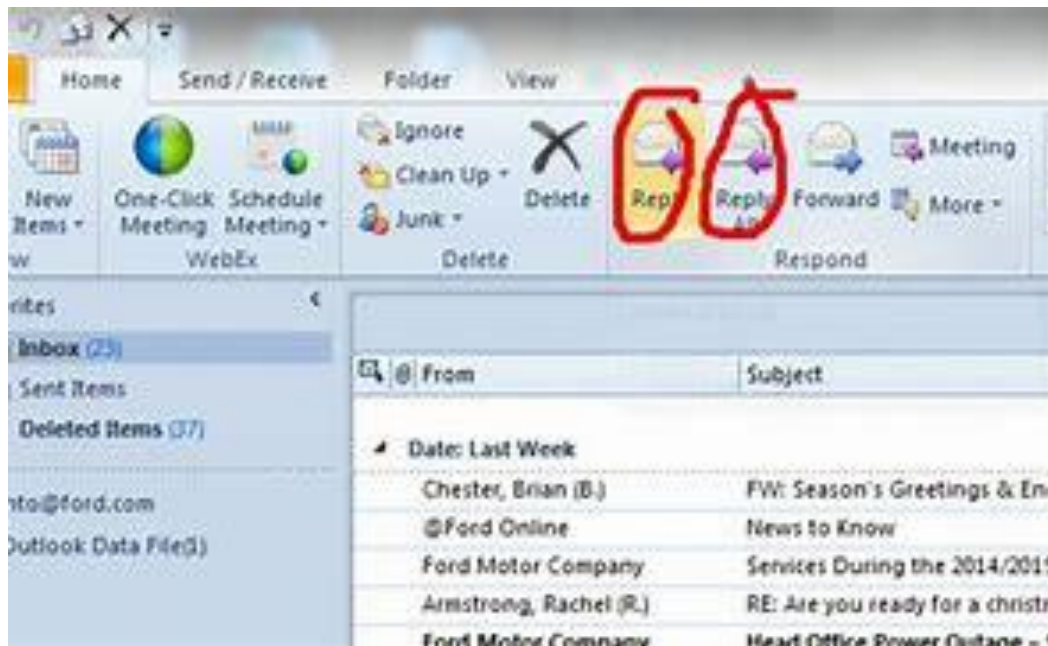 Home Send / Receive Folder View
New Items
One-Click Meeting
Schedule Meeting
WebEx
Ignore
Clean Up
Junk
Delete
Delete
Reply
Forward
Meeting
More
Respond
Inbox (23)
Sent Items
Deleted Items (37)
@ford.com
Outlook Data File(1)
From Subject
Date: Last Week
Chester, Brian (B.) FW: Season's Greetings &
@Ford Online News to Know
Ford Motor Company Services During the 2014/
Armstrong, Rachel (R.) RE: Are you ready for a
Ford Motor Company Head Office Power Outage –